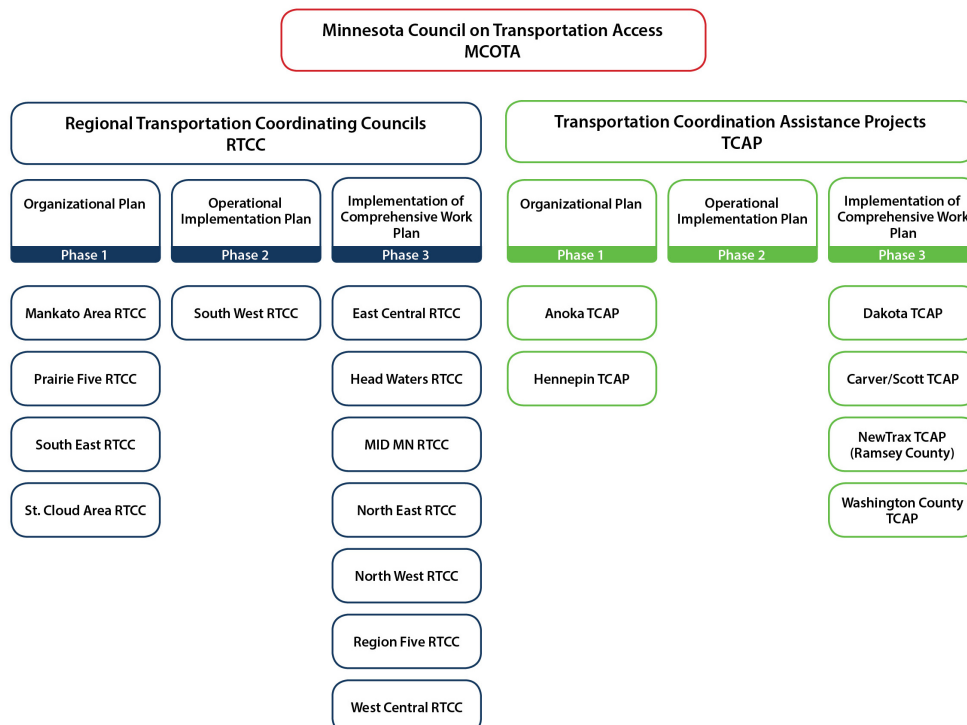 Minnesota Council on Transportation Access
MCOTA
Regional Transportation Coordinating Councils
RTCC
Organizational Plan
Phase 1
Operational
Implementation Plan
Phase 2
Implementation of
Comprehensive Work
Plan
Phase 3
Mankato Area RTCC
Prairie Five RTCC
South East RTCC
St. Cloud Area RTCC
South West RTCC
East Central RTCC
Head Waters RTCC
MID MN RTCC
North East RTCC
North West RTCC
Region Five RTCC
West Central RTCC
Transportation Coordination Assistance Projects
TCAP
Organizational Plan
Phase 1
Operational
Implementation Plan
Phase 2
Implementation of
Comprehensive Work
Plan
Phase 3
Anoka TCAP
Hennepin TCAP
Dakota TCAP
Carver/Scott TCAP
NewTrax TCAP
(Ramsey County)
Washington County
TCAP